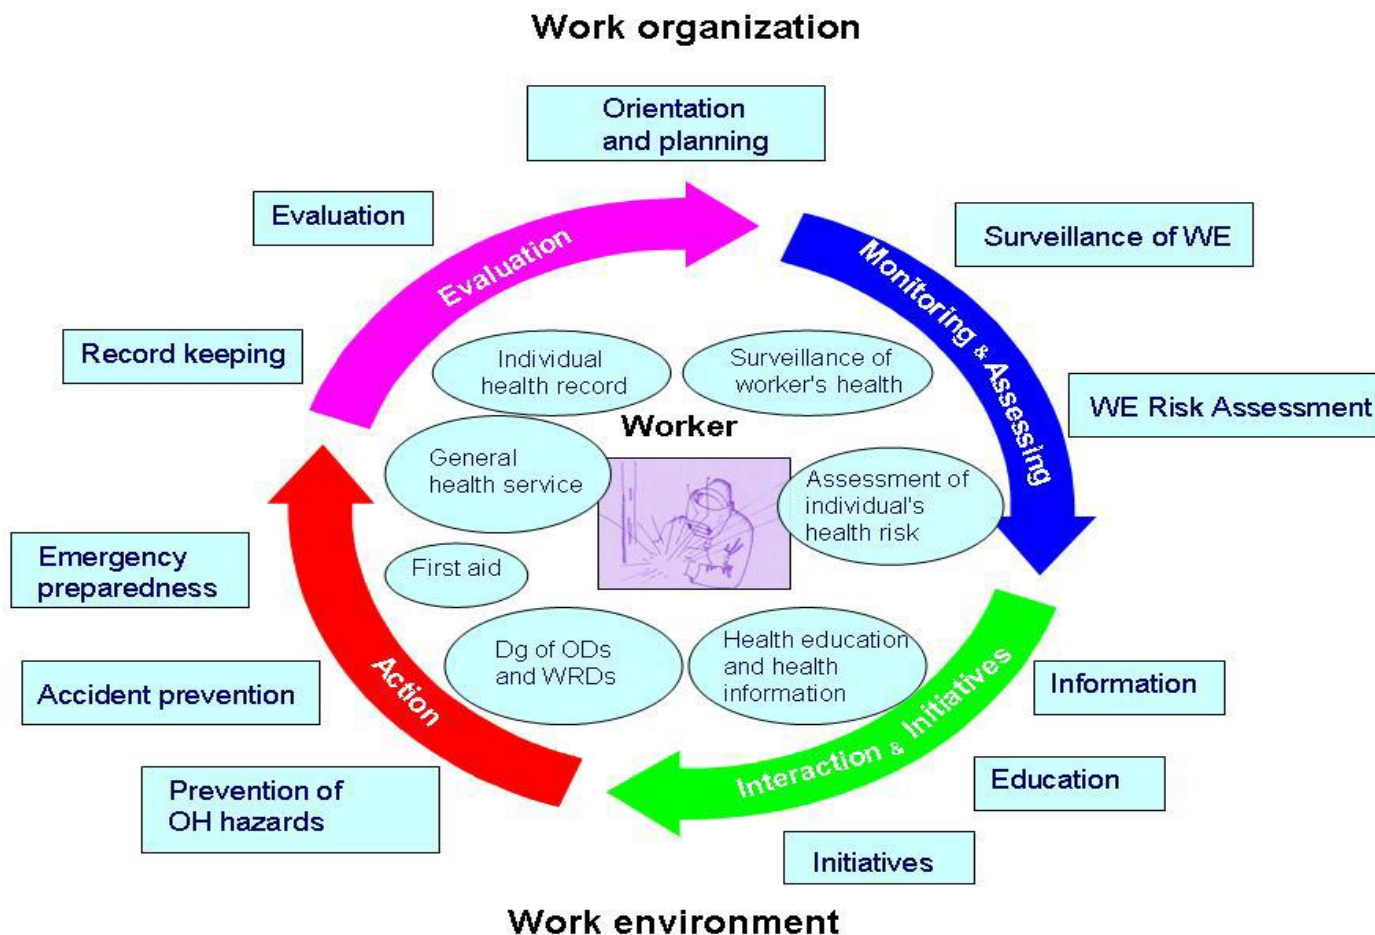 Work organization
Orientation
and planning
Evaluation
Evaluation
Surveillance of WE
Monitoring & Assessing
Record keeping
Individual
health record
Surveillance of
worker's health
WE Risk Assessment
Worker
General
health service
Assessment of
individual's
health risk
Emergency
preparedness
First aid
Dg of ODs
and WRDs
Health education
and health
information
Action
Accident prevention
Information
Interaction & Initiatives
Education
Prevention of
OH hazards
Initiatives
Work environment